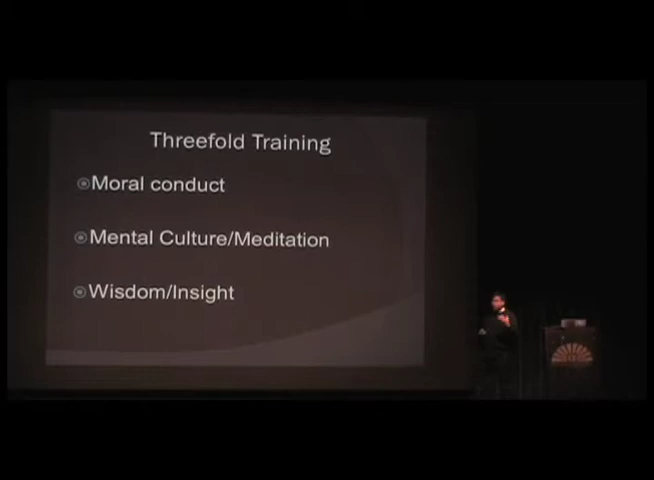 Threefold Training
Moral conduct
Mental Culture/Meditation
Wisdom/Insight